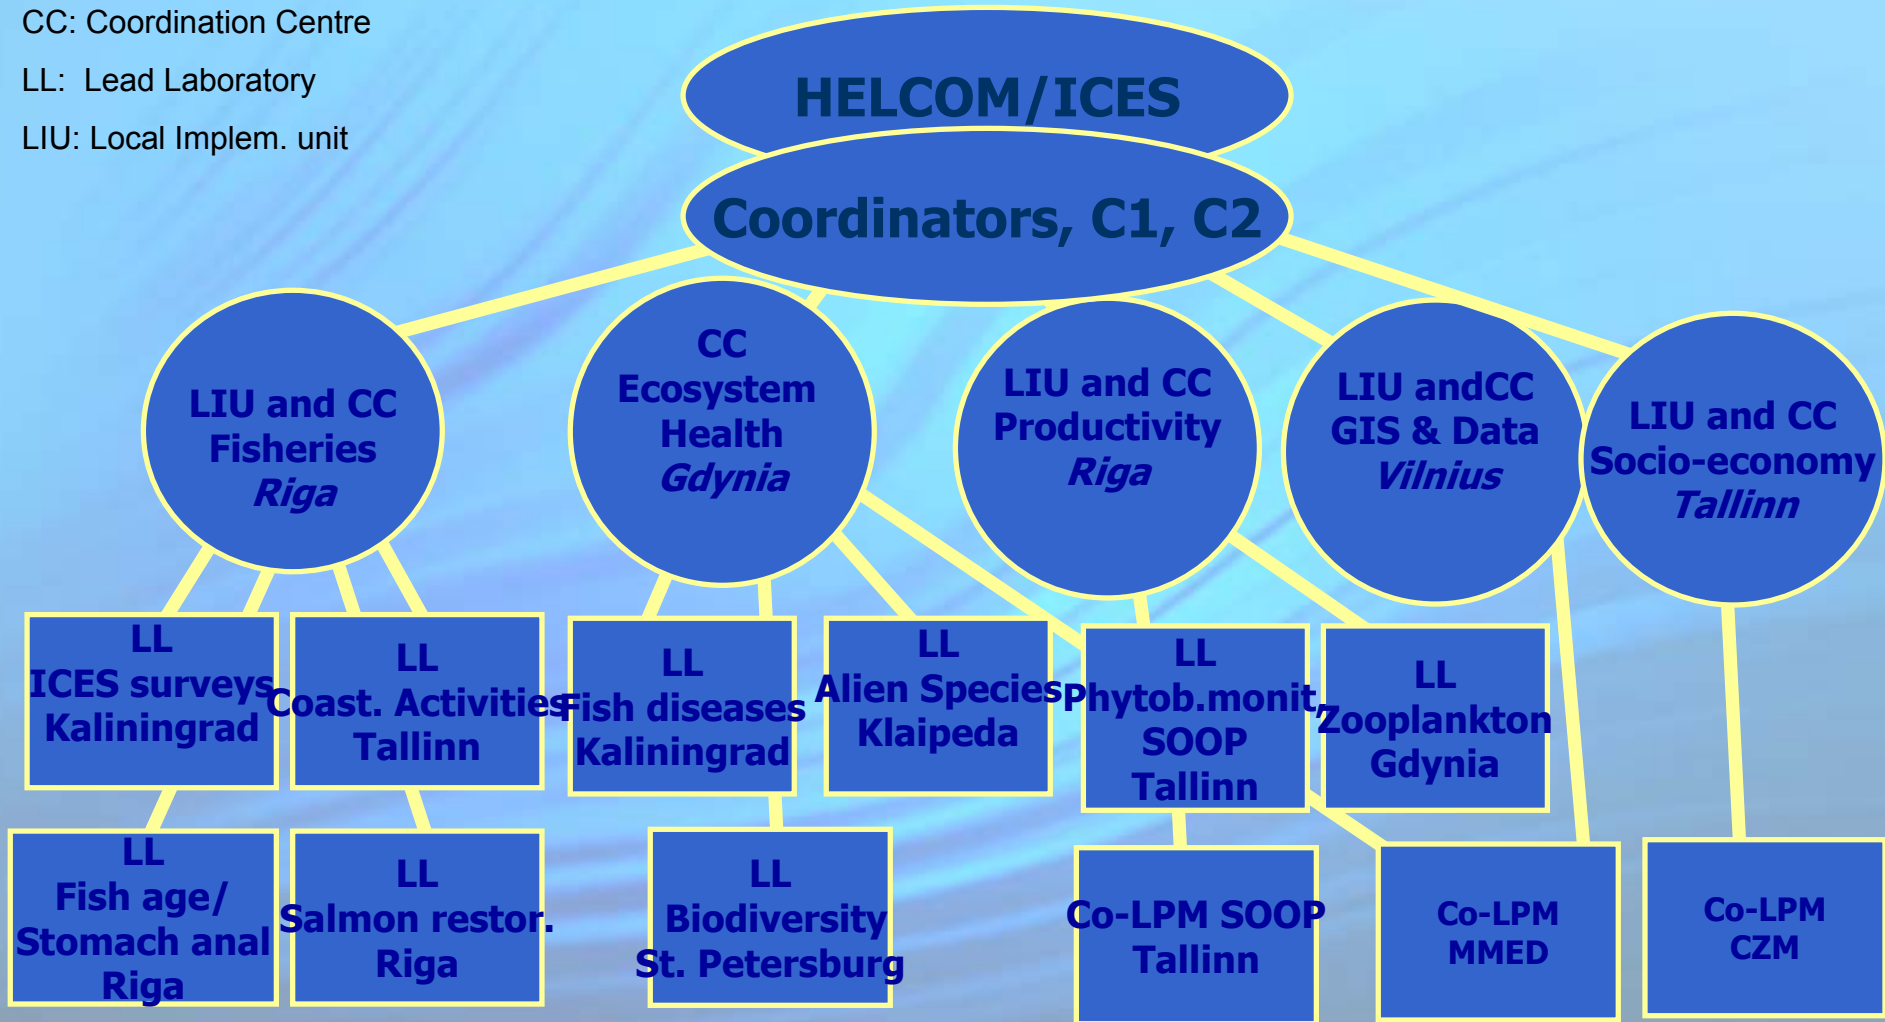 CC: Coordination Centre
LL: Lead Laboratory
LIU: Local Implem. unit
HELCOM/ICES
Coordinators, C1, C2
LIU and CC
Fisheries
Riga
CC
Ecosystem
Health
Gdynia
LIU and CC
Productivity
Riga
LIU andCC
GIS & Data
Vilnius
LIU and CC
Socio-economy
Tallinn
LL
ICES surveys
Kaliningrad
LL
Coast. Activities
Tallinn
LL
Fish diseases
Kaliningrad
LL
Alien Species
Klaipeda
LL
Phytob.monit,
SOOP
Tallinn
LL
Zooplankton
Gdynia
LL
Fish age/
Stomach anal
Riga
LL
Salmon restor.
Riga
LL
Biodiversity
St. Petersburg
Co-LPM SOOP
Tallinn
Co-LPM
MMED
Co-LPM
CZM